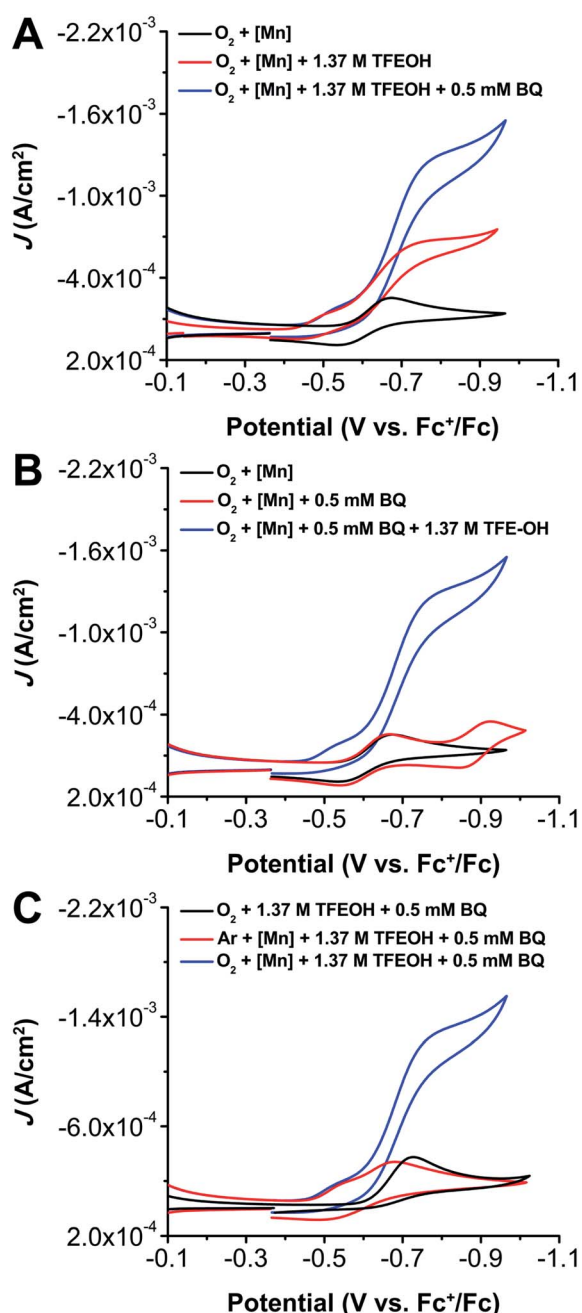 A
O₂ + [Mn]
O₂ + [Mn] + 1.37 M TFEOH
O₂ + [Mn] + 1.37 M TFEOH + 0.5 mM BQ
-2.2x10⁻³
-1.6x10⁻³
-1.0x10⁻³
-4.0x10⁻⁴
2.0x10⁻⁴
J (A/cm²)
-0.1 -0.3 -0.5 -0.7 -0.9 -1.1
Potential (V vs. Fc⁺/Fc)
B
O₂ + [Mn]
O₂ + [Mn] + 0.5 mM BQ
O₂ + [Mn] + 0.5 mM BQ + 1.37 M TFE-OH
-2.2x10⁻³
-1.6x10⁻³
-1.0x10⁻³
-4.0x10⁻⁴
2.0x10⁻⁴
J (A/cm²)
-0.1 -0.3 -0.5 -0.7 -0.9 -1.1
Potential (V vs. Fc⁺/Fc)
C
O₂ + 1.37 M TFEOH + 0.5 mM BQ
Ar + [Mn] + 1.37 M TFEOH + 0.5 mM BQ
O₂ + [Mn] + 1.37 M TFEOH + 0.5 mM BQ
-2.2x10⁻³
-1.4x10⁻³
-6.0x10⁻⁴
2.0x10⁻⁴
J (A/cm²)
-0.1 -0.3 -0.5 -0.7 -0.9 -1.1
Potential (V vs. Fc⁺/Fc)